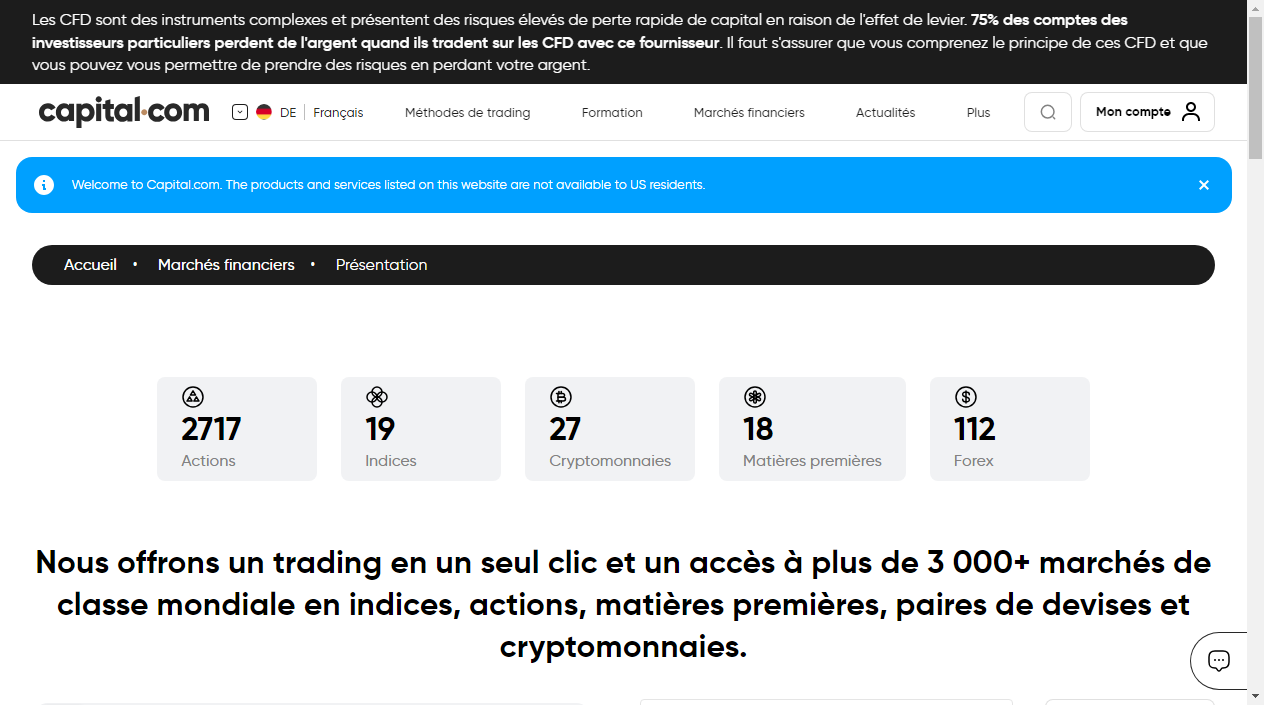 Les CFD sont des instruments complexes et présentent des risques élevés de perte rapide de capital en raison de l'effet de levier. 75% des comptes des
investisseurs particuliers perdent de l'argent quand ils tradent sur les CFD avec ce fournisseur. Il faut s'assurer que vous comprenez le principe de ces CFD et que
vous pouvez vous permettre de prendre des risques en perdant votre argent.
capital.com
DE
Français
Méthodes de trading
Formation
Marchés financiers
Actualités
Plus
Mon compte
Welcome to Capital.com. The products and services listed on this website are not available to US residents.
Accueil • Marchés financiers • Présentation
2717
Actions
19
Indices
27
Cryptomonnaies
18
Matières premières
112
Forex
Nous offrons un trading en un seul clic et un accès à plus de 3 000+ marchés de
classe mondiale en indices, actions, matières premières, paires de devises et
cryptomonnaies.